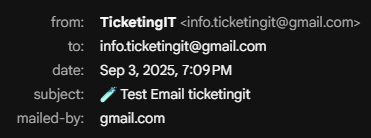 from: TicketingIT <info.ticketingit@gmail.com>
to: info.ticketingit@gmail.com
date: Sep 3, 2025, 7:09 PM
subject: 🧪 Test Email ticketingit
mailed-by: gmail.com